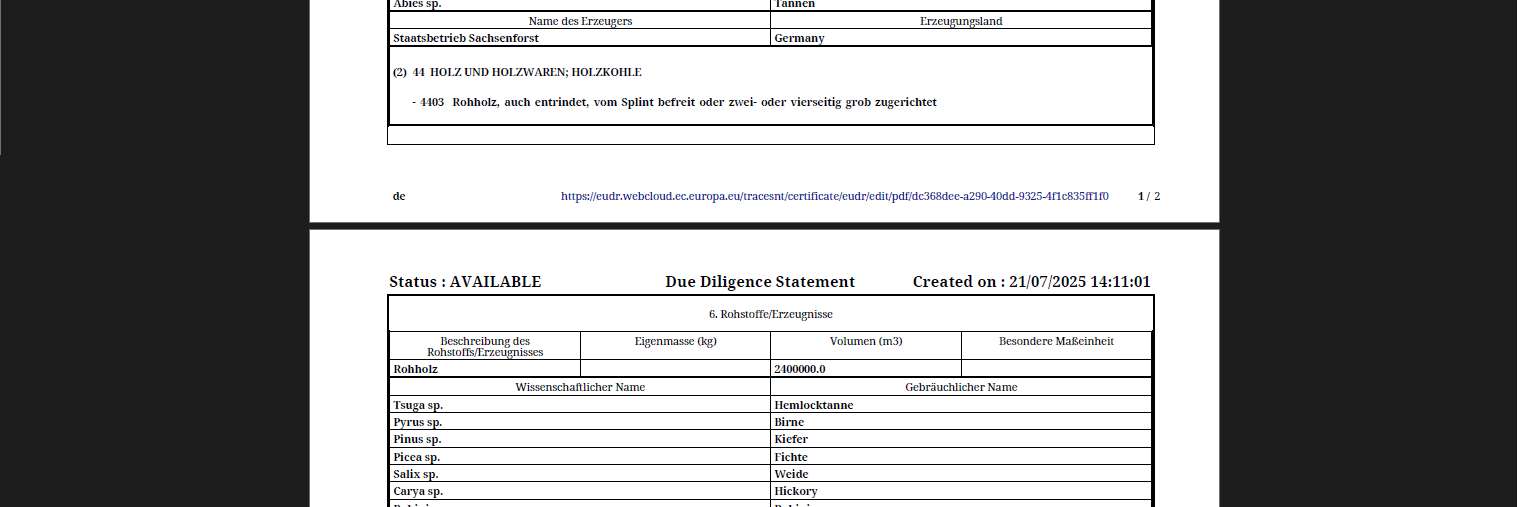 Abies sp. Tannen
Name des Erzeugers Erzeugungsland
Staatsbetrieb Sachsenforst Germany
(2) 44 HOLZ UND HOLZWAREN; HOLZKOHLE
- 4403 Rohholz, auch entrindet, vom Splint befreit oder zwei- oder vierseitig grob zugerichtet
de https://eudr.webcloud.ec.europa.eu/tracesnt/certificate/eudr/edit/pdf/dc368dee-a290-40dd-9325-4f1c835ff1f0 1 / 2
Status : AVAILABLE Due Diligence Statement Created on : 21/07/2025 14:11:01
6. Rohstoffe/Erzeugnisse
Beschreibung des Rohstoffs/Erzeugnisses Eigenmasse (kg) Volumen (m3) Besondere Maßeinheit
Rohholz 2400000.0
Wissenschaftlicher Name Gebräuchlicher Name
Tsuga sp. Hemlocktanne
Pyrus sp. Birne
Pinus sp. Kiefer
Picea sp. Fichte
Salix sp. Weide
Carya sp. Hickory